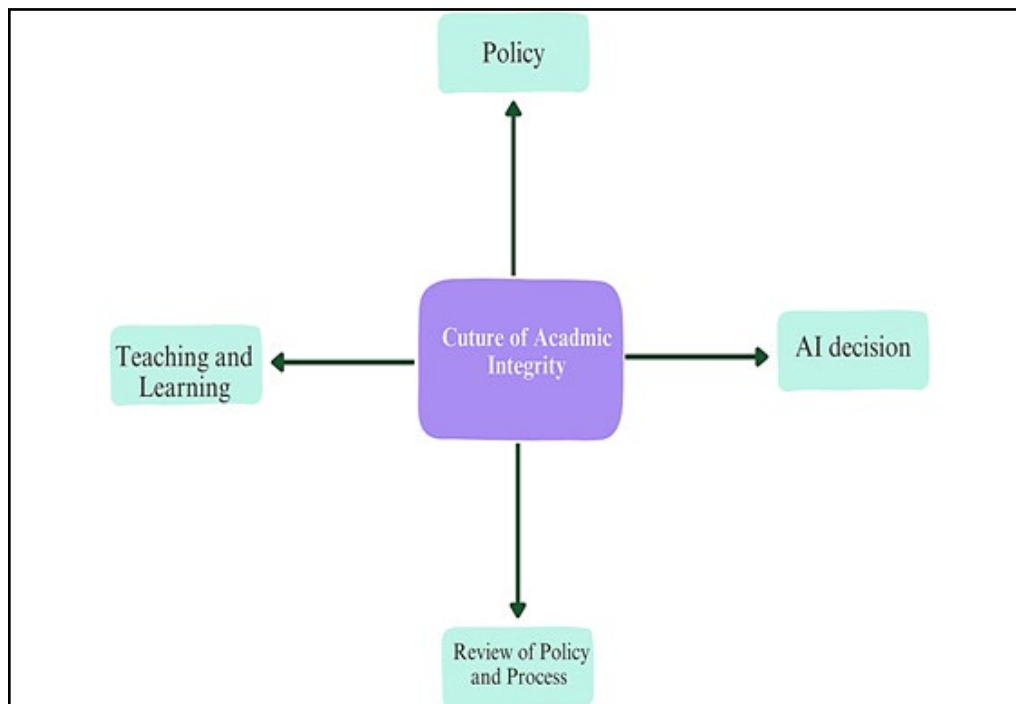 Policy
Cuture of Acadmic
Integrity
Teaching and
Learning
AI decision
Review of Policy
and Process